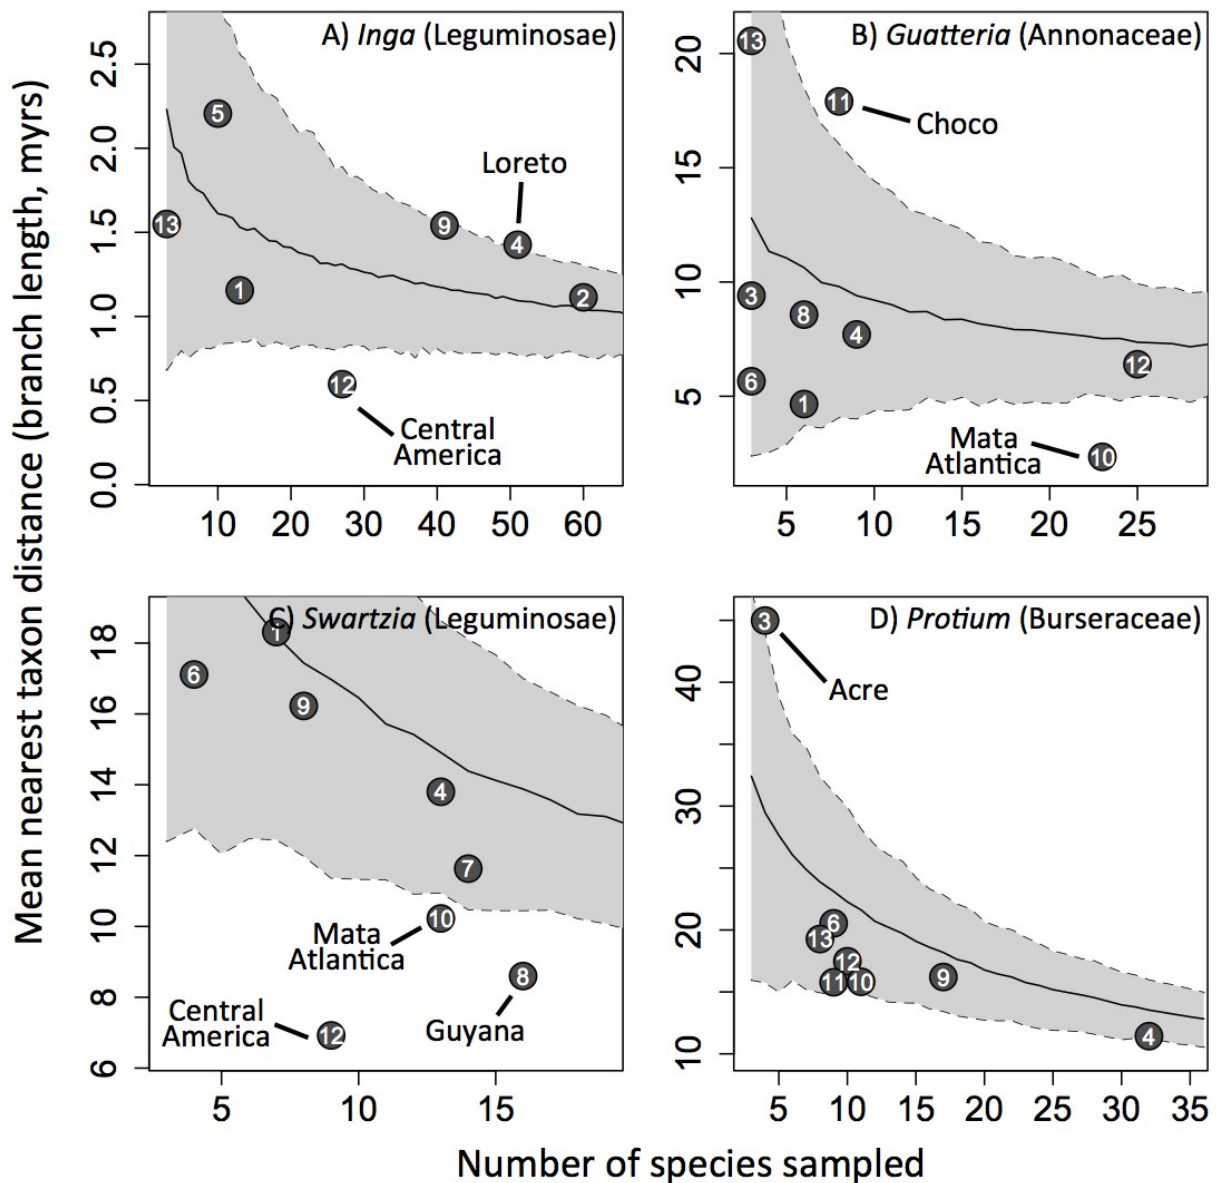 Mean nearest taxon distance (branch length, myrs)
A) Inga (Leguminosae)
2.5
2.0
1.5
1.0
0.5
0.0
5
13
1
9
4
2
12
Loreto
Central
America
10 20 30 40 50 60
B) Guatteria (Annonaceae)
20
15
10
5
13
11
3
8
4
6
1
12
10
Choco
Mata
Atlantica
5 10 15 20 25
C) Swartzia (Leguminosae)
18
16
14
12
10
8
6
1
6
9
4
7
10
8
12
Mata
Atlantica
Central
America
Guyana
5 10 15
D) Protium (Burseraceae)
40
30
20
10
3
6
13
12
11
10
9
4
Acre
5 10 15 20 25 30 35
Number of species sampled